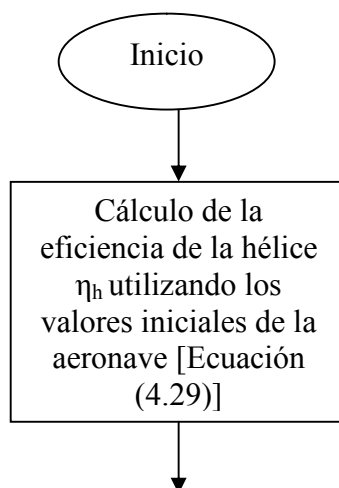 Inicio
Cálculo de la
eficiencia de la hélice
ηh utilizando los
valores iniciales de la
aeronave [Ecuación
(4.29)]